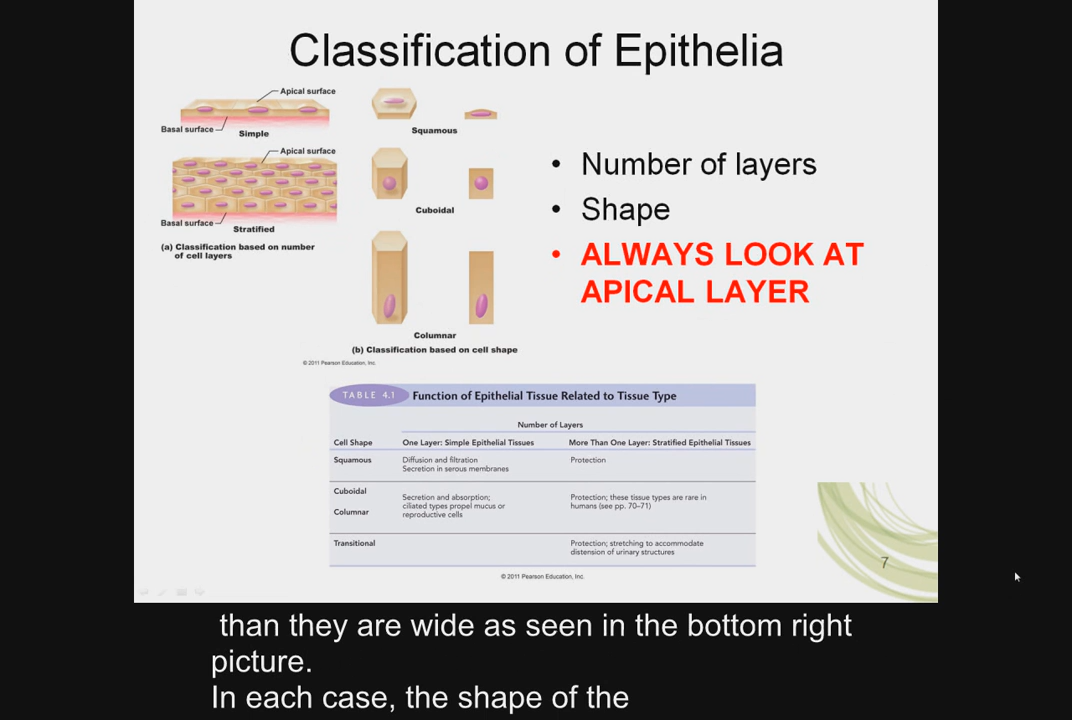 Classification of Epithelia
Apical surface
Basal surface
Simple
Apical surface
Basal surface
Stratified
(a) Classification based on number
of cell layers
Squamous
Cuboidal
Columnar
(b) Classification based on cell shape
© 2011 Pearson Education, Inc.
• Number of layers
• Shape
• ALWAYS LOOK AT
APICAL LAYER
TABLE 4.1 Function of Epithelial Tissue Related to Tissue Type
Number of Layers
Cell Shape One Layer: Simple Epithelial Tissues More Than One Layer: Stratified Epithelial Tissues
Squamous Diffusion and filtration Protection
Secretion in serous membranes
Cuboidal
Secretion and absorption; Protection; these tissue types are rare in
Columnar ciliated types propel mucus or humans (see pp. 70–71)
reproductive cells
Transitional Protection; stretching to accommodate
distension of urinary structures
© 2011 Pearson Education, Inc.
7
than they are wide as seen in the bottom right
picture.
In each case, the shape of the